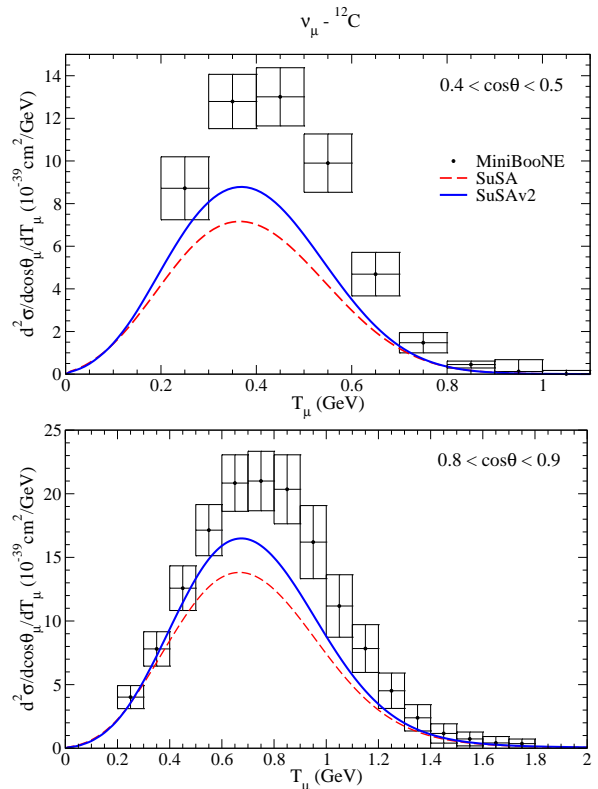 ν_μ - ¹²C
0.4 < cosθ < 0.5
MiniBooNE
SuSA
SuSAv2
d²σ/dcosθ_μ/dT_μ (10⁻³⁹ cm²/GeV)
14
12
10
8
6
4
2
0
0 0.2 0.4 0.6 0.8 1
T_μ (GeV)
0.8 < cosθ < 0.9
d²σ/dcosθ_μ/dT_μ (10⁻³⁹ cm²/GeV)
25
20
15
10
5
0
0 0.2 0.4 0.6 0.8 1 1.2 1.4 1.6 1.8 2
T_μ (GeV)